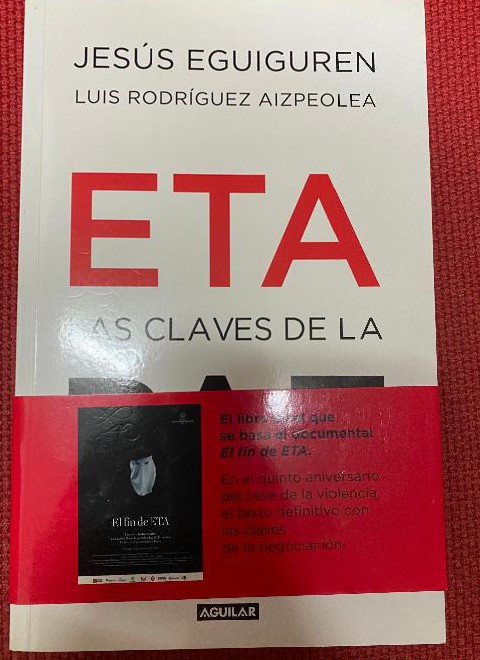 JESÚS EGUIGUREN
LUIS RODRÍGUEZ AIZPEOLEA
ETA
LAS CLAVES DE LA
El libro en el que
se basa el documental
El fin de ETA.
En el quinto aniversario
del cese de la violencia,
el texto definitivo con
las claves
de la negociación.
El fin de ETA
AGUILAR